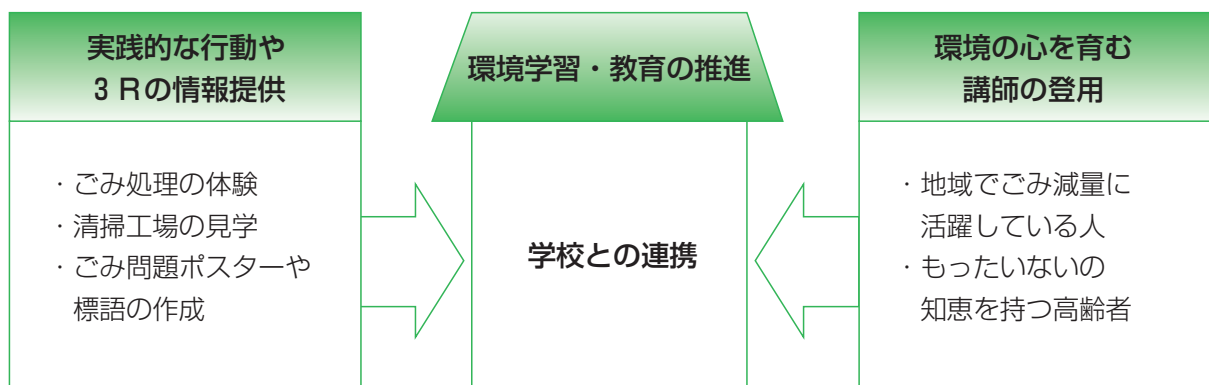 実践的な行動や
3Rの情報提供
・ごみ処理の体験
・清掃工場の見学
・ごみ問題ポスターや
標語の作成
環境学習・教育の推進
学校との連携
環境の心を育む
講師の登用
・地域でごみ減量に
活躍している人
・もったいないの
知恵を持つ高齢者